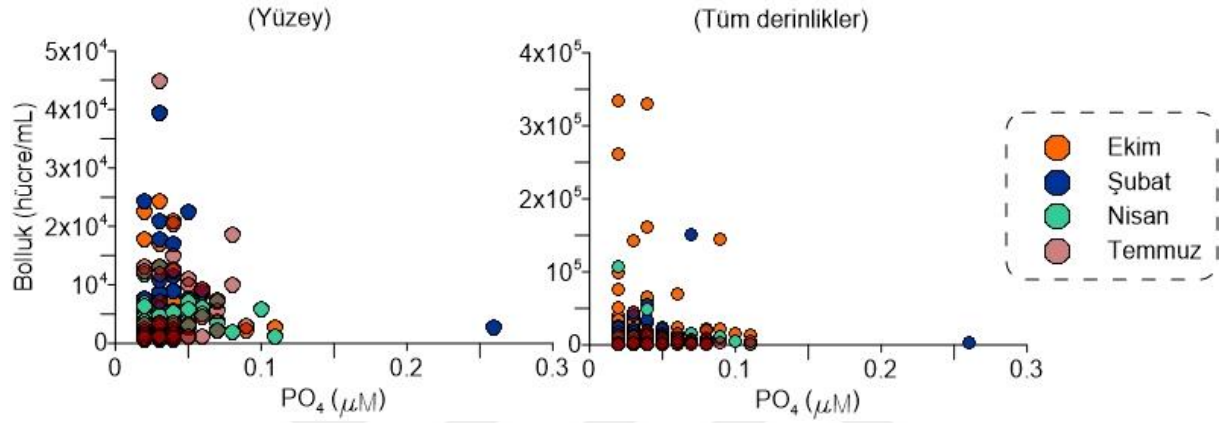 (Yüzey)
5x10⁴
4x10⁴
3x10⁴
2x10⁴
10⁴
0
Bolluk (hücre/mL)
0 0.1 0.2 0.3
PO₄ (µM)
(Tüm derinlikler)
4x10⁵
3x10⁵
2x10⁵
10⁵
0
0 0.1 0.2 0.3
PO₄ (µM)
Ekim
Şubat
Nisan
Temmuz